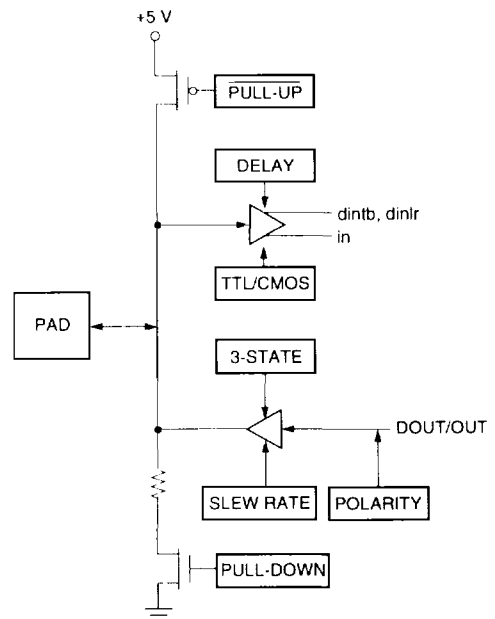 +5 V
PULL-UP
DELAY
dintb, dinlr
in
TTL/CMOS
PAD
3-STATE
DOUT/OUT
SLEW RATE
POLARITY
PULL-DOWN